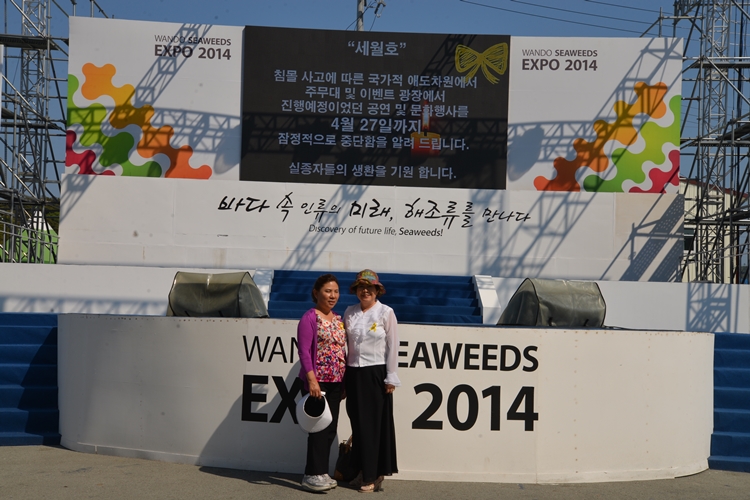 WANDO SEAWEEDS
EXPO 2014
"세월호"
침몰 사고에 따른 국가적 애도차원에서
주무대 및 이벤트 광장에서
진행예정이었던 공연 및 문화행사를
4월 27일까지
잠정적으로 중단함을 알려 드립니다.
실종자들의 생환을 기원 합니다.
WANDO SEAWEEDS
EXPO 2014
바다 속 인류의 미래, 해조류를 만나다
Discovery of future life, Seaweeds!
WAN SEAWEEDS
EX 2014